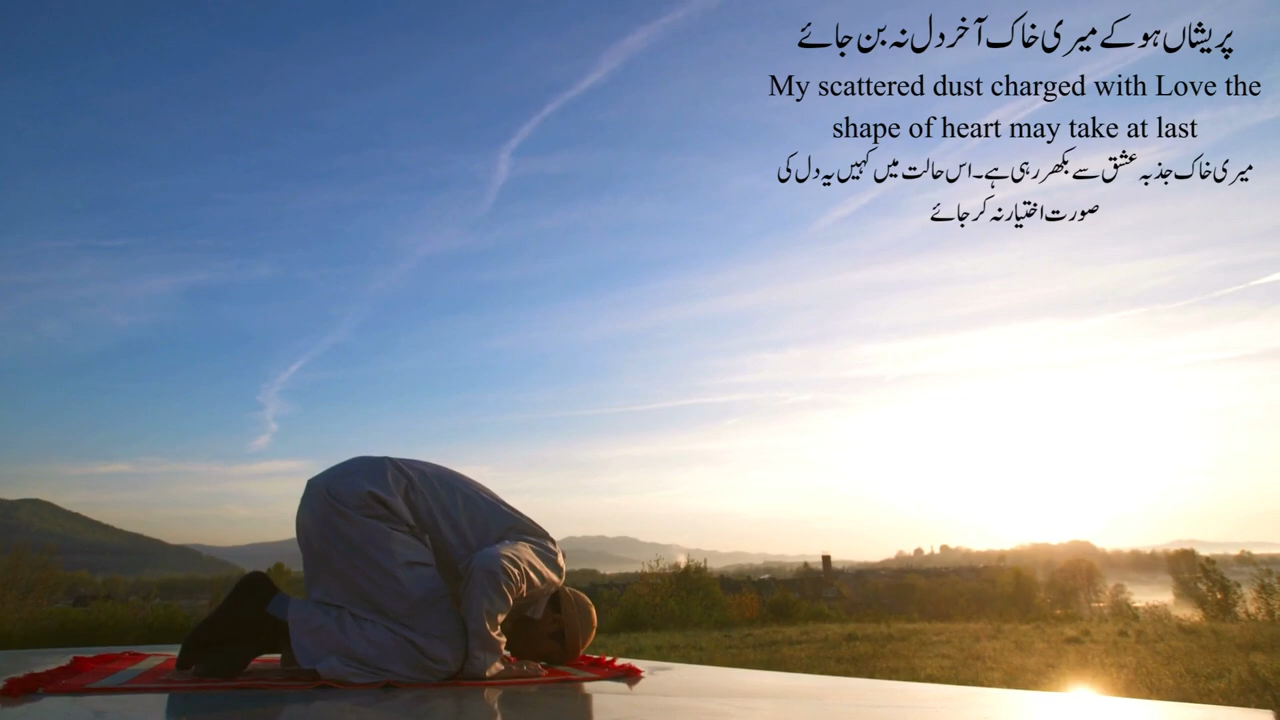 پریشاں ہو کے میری خاک آخر دل نہ بن جائے
My scattered dust charged with Love the
shape of heart may take at last
میری خاک جذبہ عشق سے بکھر رہی ہے۔ اس حالت میں کہیں یہ دل کی
صورت اختیار نہ کر جائے